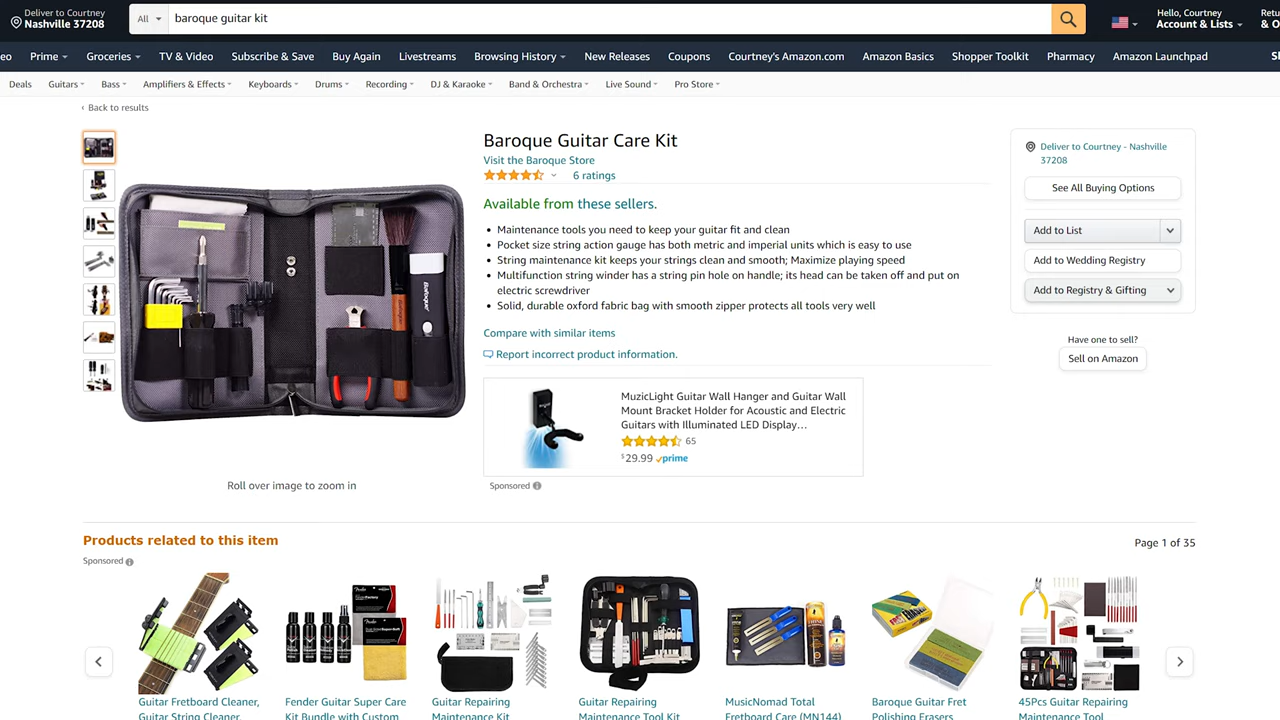 Deliver to Courtney
Nashville 37208
All
baroque guitar kit
Hello, Courtney
Account & Lists
Retu
& O
eo
Prime
Groceries
TV & Video
Subscribe & Save
Buy Again
Livestreams
Browsing History
New Releases
Coupons
Courtney's Amazon.com
Amazon Basics
Shopper Toolkit
Pharmacy
Amazon Launchpad
Sh
Deals
Guitars
Bass
Amplifiers & Effects
Keyboards
Drums
Recording
DJ & Karaoke
Band & Orchestra
Live Sound
Pro Store
‹ Back to results
Baroque Guitar Care Kit
Visit the Baroque Store
6 ratings
Available from these sellers.
• Maintenance tools you need to keep your guitar fit and clean
• Pocket size string action gauge has both metric and imperial units which is easy to use
• String maintenance kit keeps your strings clean and smooth; Maximize playing speed
• Multifunction string winder has a string pin hole on handle; its head can be taken off and put on
electric screwdriver
• Solid, durable oxford fabric bag with smooth zipper protects all tools very well
Compare with similar items
Report incorrect product information.
Baroque
Roll over image to zoom in
MuzicLight Guitar Wall Hanger and Guitar Wall
Mount Bracket Holder for Acoustic and Electric
Guitars with Illuminated LED Display…
65
$29.99 prime
Sponsored
Deliver to Courtney - Nashville
37208
See All Buying Options
Add to List
Add to Wedding Registry
Add to Registry & Gifting
Have one to sell?
Sell on Amazon
Products related to this item
Page 1 of 35
Sponsored
Guitar Fretboard Cleaner,
Guitar String Cleaner,
Fender Guitar Super Care
Kit Bundle with Custom
Guitar Repairing
Maintenance Kit
Guitar Repairing
Maintenance Tool Kit
MusicNomad Total
Fretboard Care (MN144)
Baroque Guitar Fret
Polishing Erasers
45Pcs Guitar Repairing
Maintenance Tool